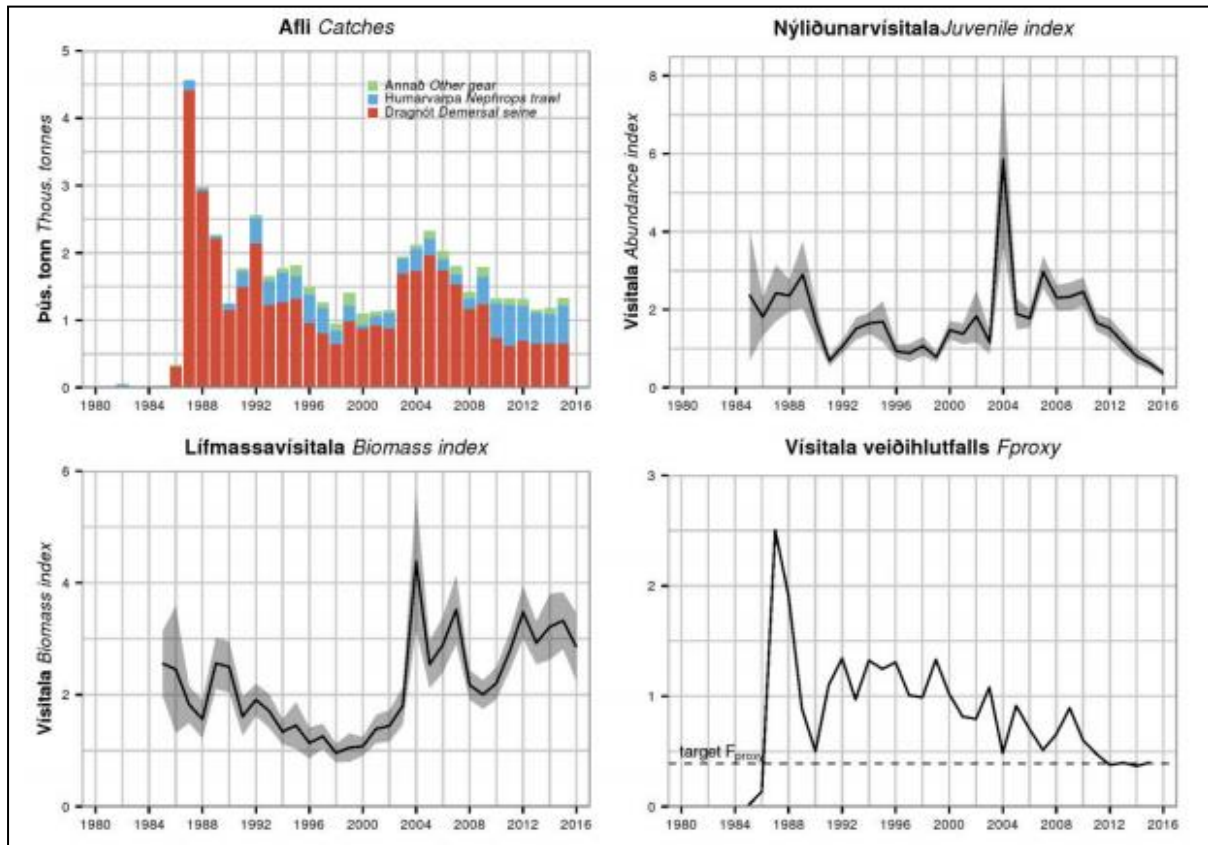 Afli Catches
Þús. tonn Thous. tonnes
5
4
3
2
1
0
Annað Other gear
Humarvarpa Nephrops trawl
Dragnót Demersal seine
1980 1984 1988 1992 1996 2000 2004 2008 2012 2016
NýliðunarvísitalaJuvenile index
Vísitala Abundance index
8
6
4
2
0
1980 1984 1988 1992 1996 2000 2004 2008 2012 2016
Lífmassavísitala Biomass index
Vísitala Biomass index
6
4
2
0
1980 1984 1988 1992 1996 2000 2004 2008 2012 2016
Vísitala veiðihlutfalls Fproxy
3
2
1
0
target Fproxy
1980 1984 1988 1992 1996 2000 2004 2008 2012 2016